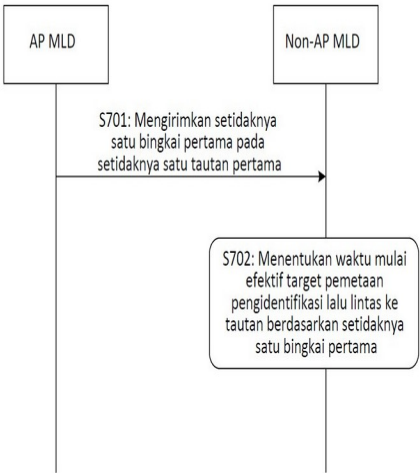 AP MLD
Non-AP MLD
S701: Mengirimkan setidaknya
satu bingkai pertama pada
setidaknya satu tautan pertama
S702: Menentukan waktu mulai
efektif target pemetaan
pengidentifikasi lalu lintas ke
tautan berdasarkan setidaknya
satu bingkai pertama